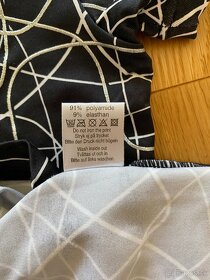 91% polyamide
9% elasthan
Do not iron into the print
Stryk ej på trycket
Bitte den Druck nicht bügeln
Wash inside out
Tvättas ut och in
Bitte auf links waschen